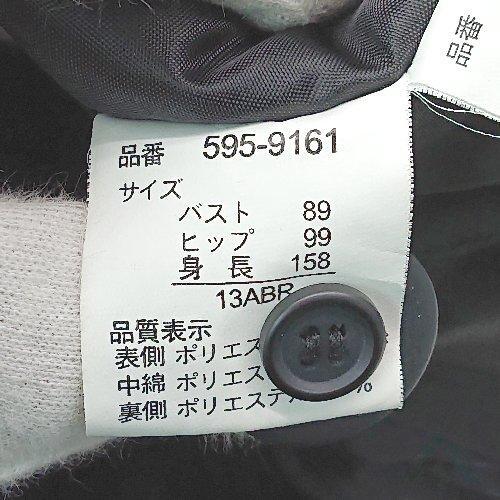 品番
品番 595-9161
サイズ
バスト 89
ヒップ 99
身長 158
13ABR
品質表示
表側 ポリエス
中綿 ポリエス
裏側 ポリエステ %